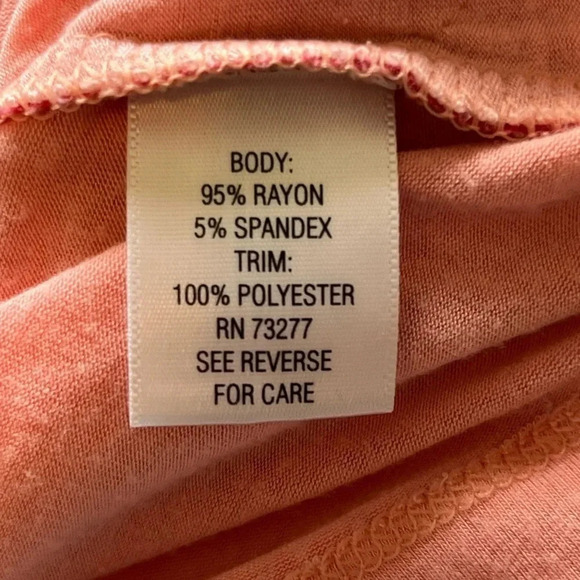 BODY:
95% RAYON
5% SPANDEX
TRIM:
100% POLYESTER
RN 73277
SEE REVERSE
FOR CARE